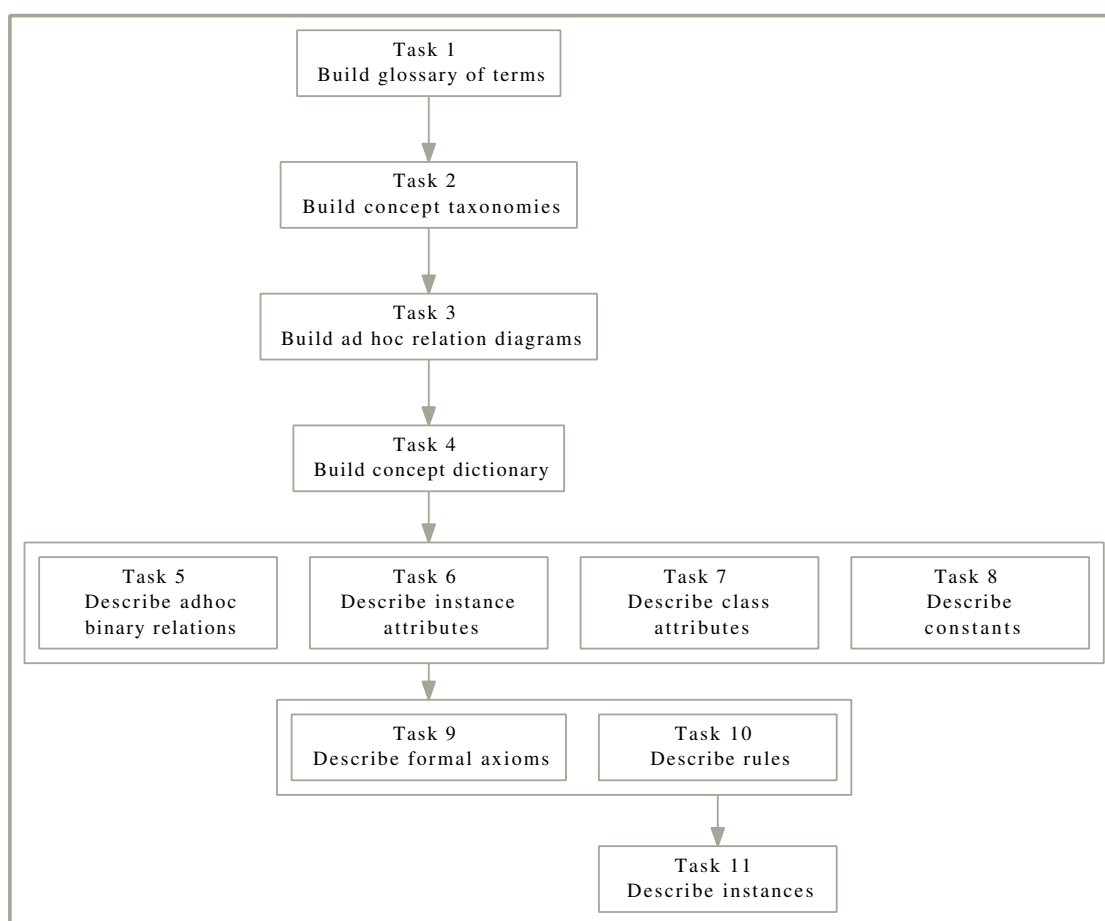 Task 1
Build glossary of terms
Task 2
Build concept taxonomies
Task 3
Build ad hoc relation diagrams
Task 4
Build concept dictionary
Task 5
Describe adhoc
binary relations
Task 6
Describe instance
attributes
Task 7
Describe class
attributes
Task 8
Describe
constants
Task 9
Describe formal axioms
Task 10
Describe rules
Task 11
Describe instances